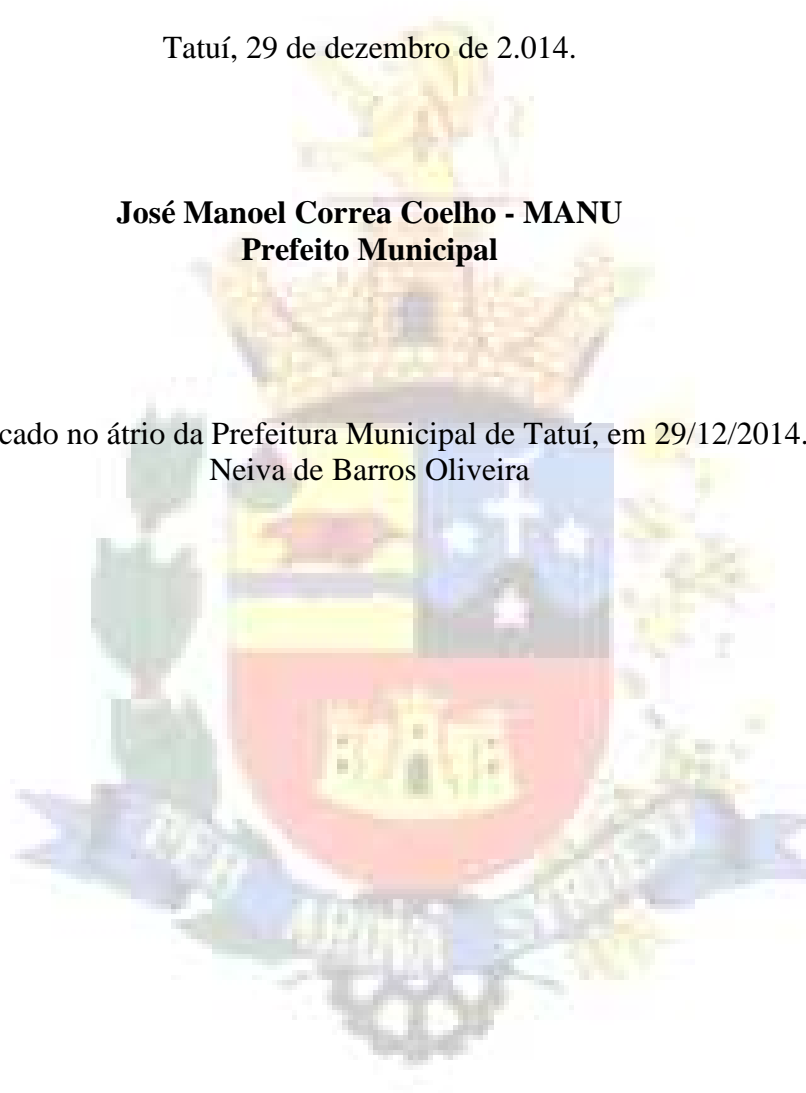 Tatuí, 29 de dezembro de 2.014.
José Manoel Correa Coelho - MANU
Prefeito Municipal
cado no átrio da Prefeitura Municipal de Tatuí, em 29/12/2014.
Neiva de Barros Oliveira